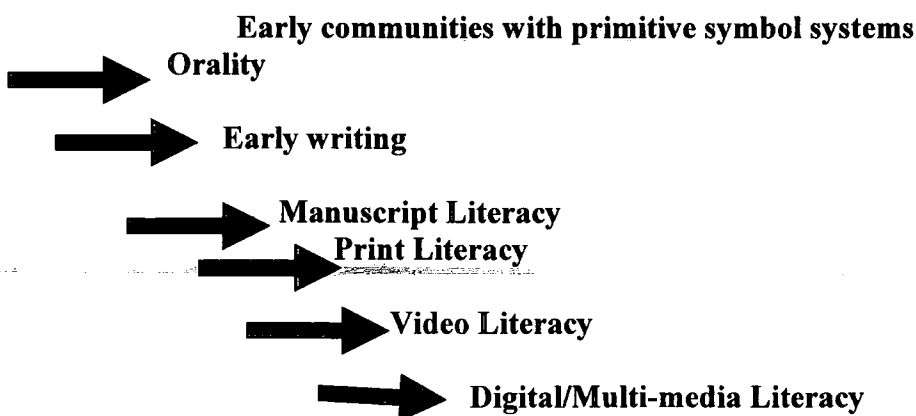 Early communities with primitive symbol systems
Orality
Early writing
Manuscript Literacy
Print Literacy
Video Literacy
Digital/Multi-media Literacy